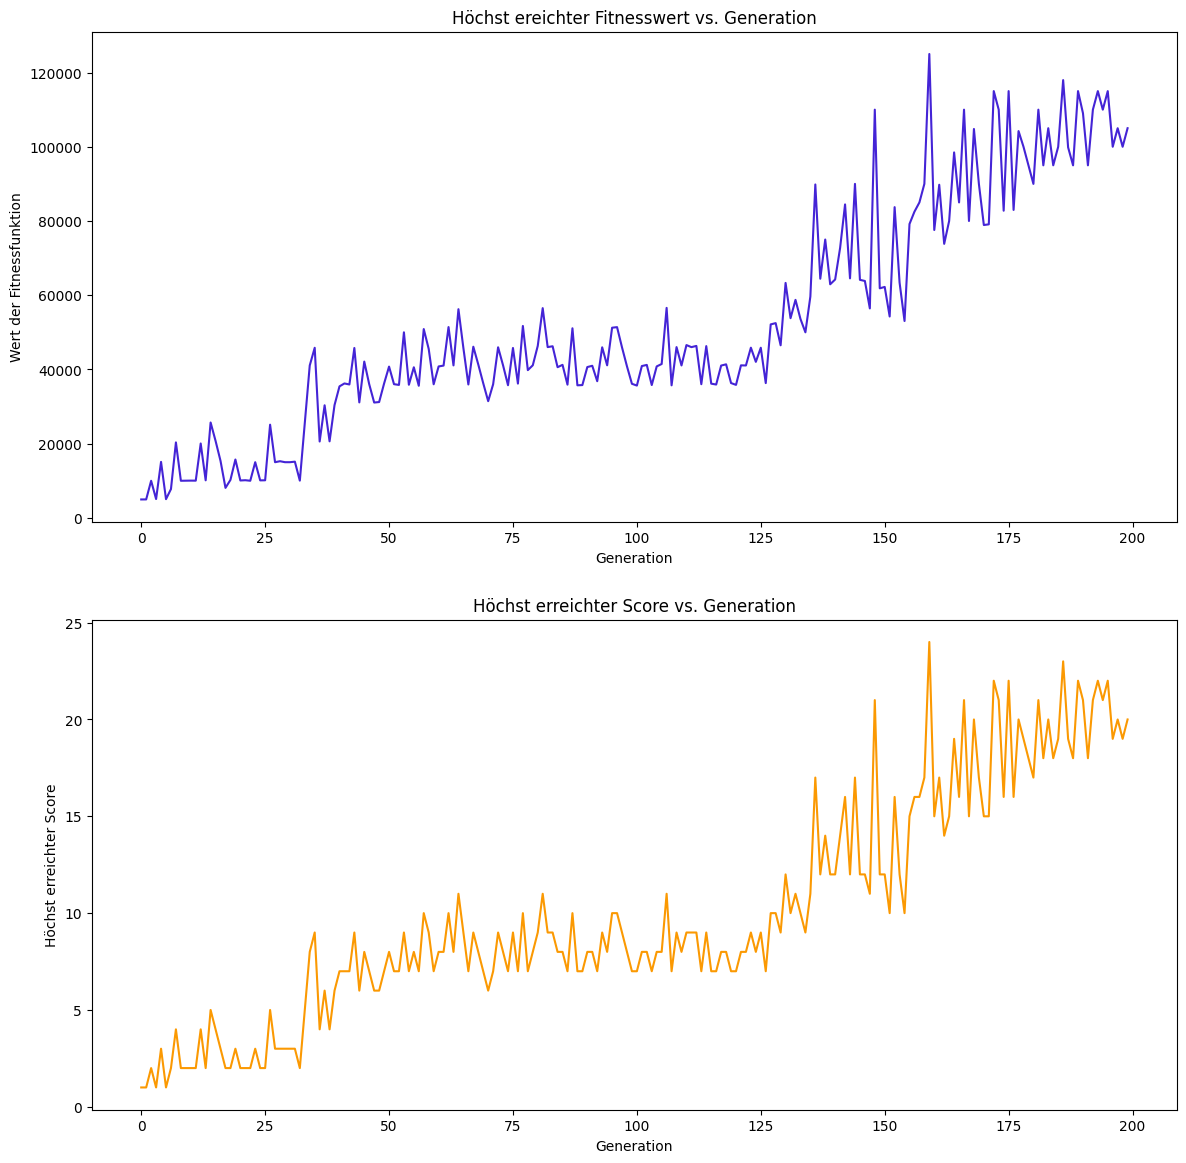 Höchst ereichter Fitnesswert vs. Generation
Wert der Fitnessfunktion
120000
100000
80000
60000
40000
20000
0
0 25 50 75 100 125 150 175 200
Generation
Höchst erreichter Score vs. Generation
Höchst erreichter Score
25
20
15
10
5
0
0 25 50 75 100 125 150 175 200
Generation